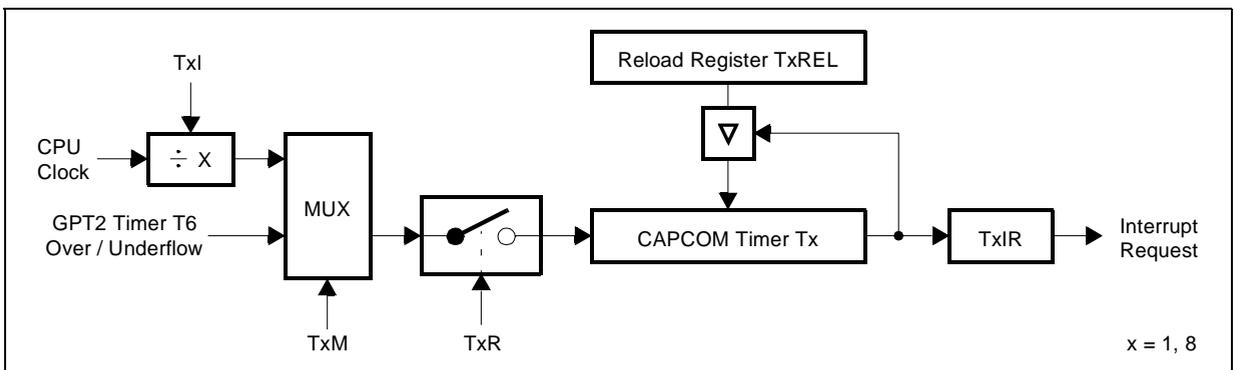 Reload Register TxREL
TxI
CPU
Clock
÷ X
MUX
GPT2 Timer T6
Over / Underflow
CAPCOM Timer Tx
TxIR
Interrupt
Request
TxM
TxR
x = 1, 8